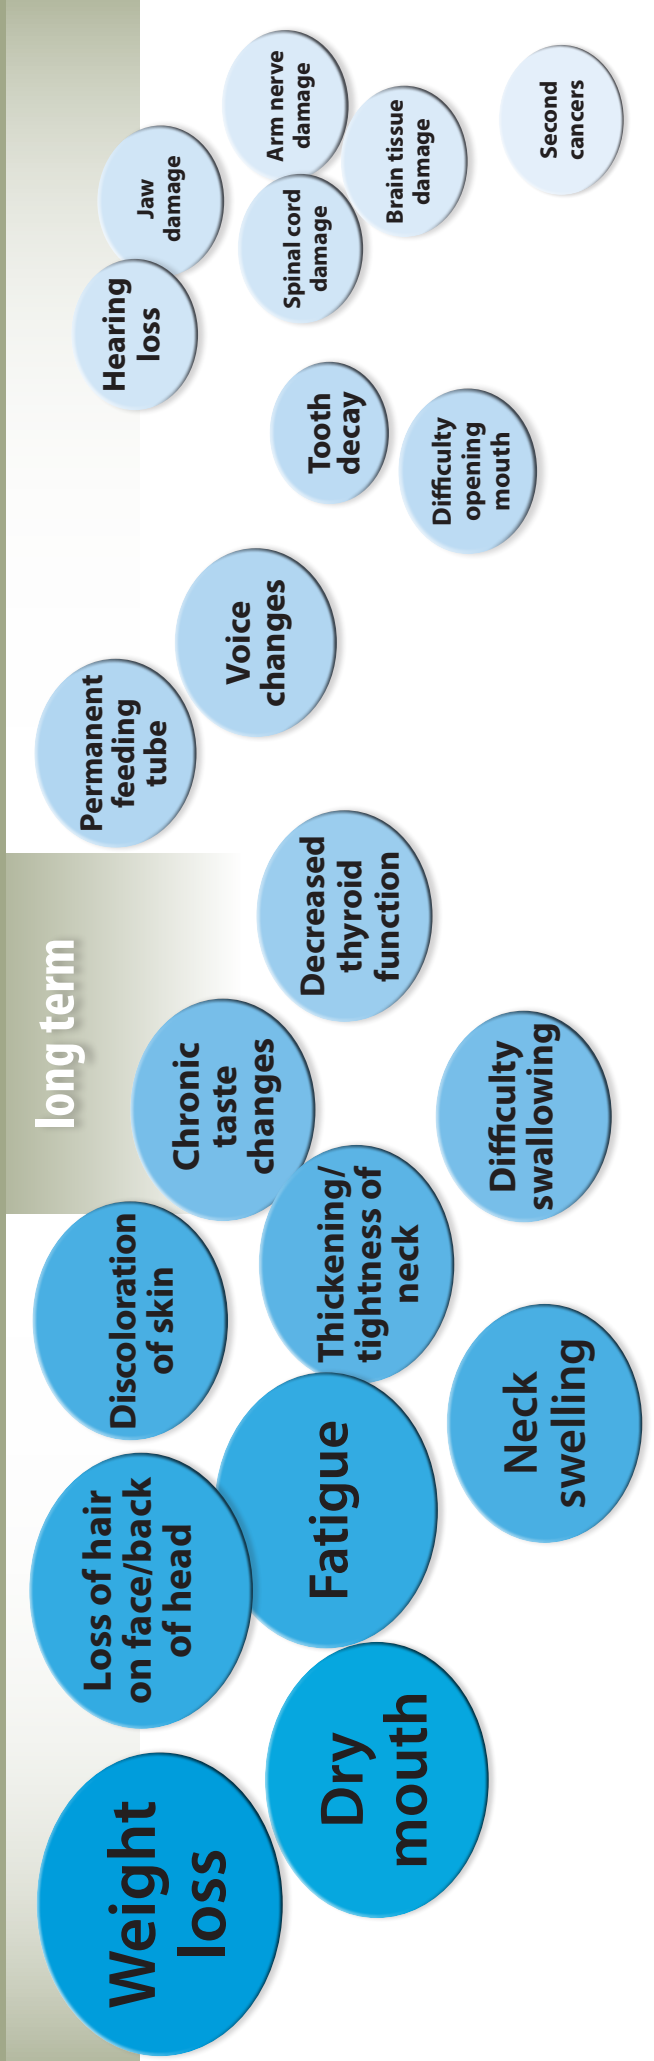 long term
Weight
loss
Dry
mouth
Loss of hair
on face/back
of head
Fatigue
Discoloration
of skin
Neck
swelling
Thickening/
tightness of
neck
Chronic
taste
changes
Difficulty
swallowing
Decreased
thyroid
function
Permanent
feeding
tube
Voice
changes
Tooth
decay
Difficulty
opening
mouth
Hearing
loss
Jaw
damage
Spinal cord
damage
Arm nerve
damage
Brain tissue
damage
Second
cancers